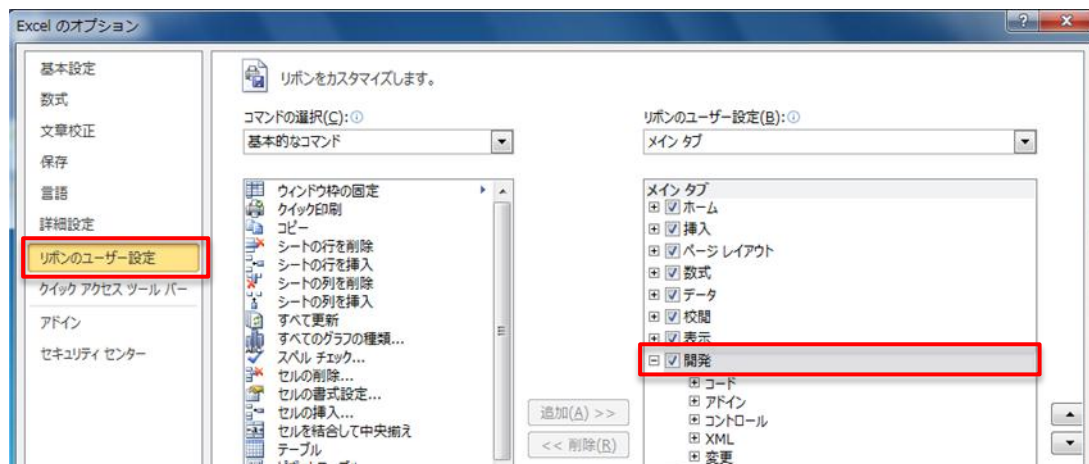 Excel のオプション
基本設定
数式
文章校正
保存
言語
詳細設定
リボンのユーザー設定
クイック アクセス ツール バー
アドイン
セキュリティ センター
リボンをカスタマイズします。
コマンドの選択(C):
基本的なコマンド
ウィンドウ枠の固定
クイック印刷
コピー
シートの行を削除
シートの行を挿入
シートの列を削除
シートの列を挿入
すべて更新
すべてのグラフの種類...
スペル チェック...
セルの削除...
セルの書式設定...
セルの挿入...
セルを結合して中央揃え
テーブル
追加(A) >>
<< 削除(R)
リボンのユーザー設定(B):
メイン タブ
メイン タブ
ホーム
挿入
ページ レイアウト
数式
データ
校閲
表示
開発
コード
アドイン
コントロール
XML
変更